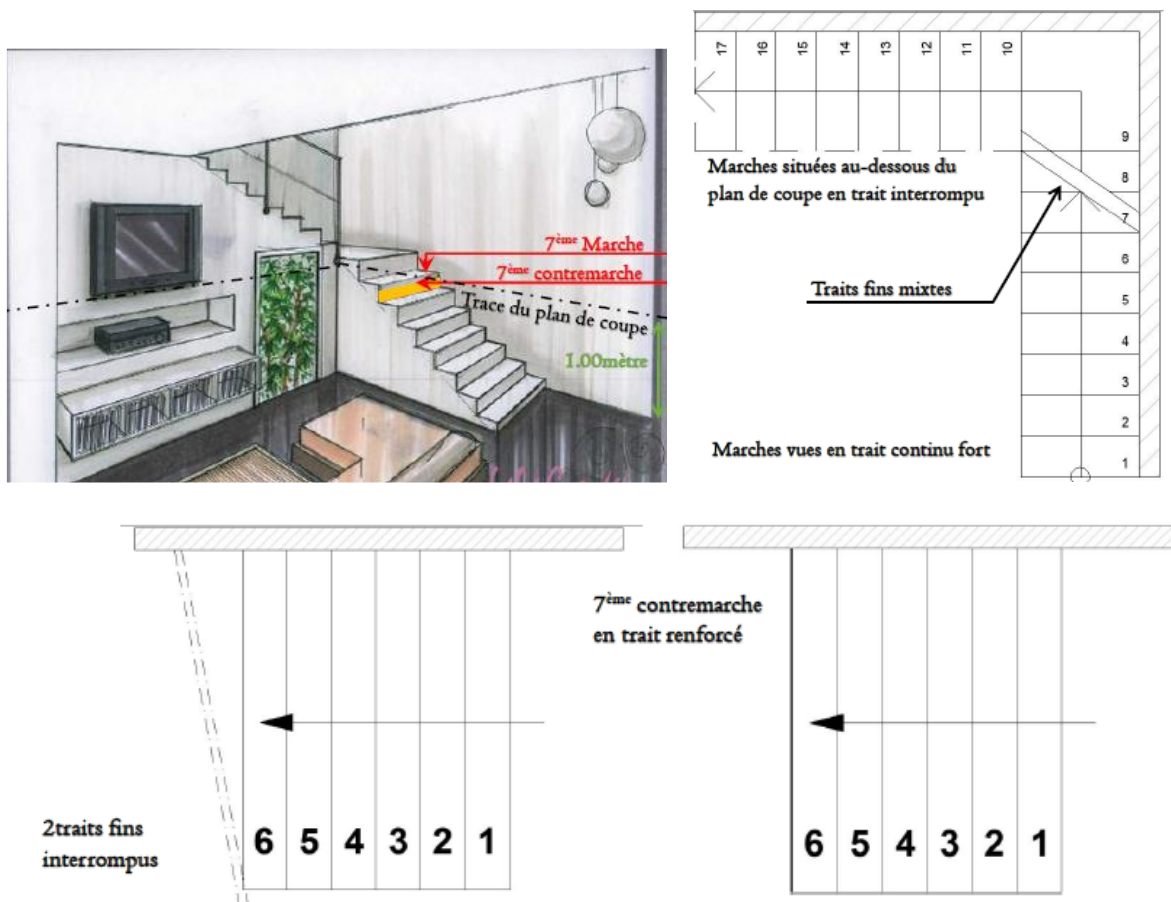 7ème Marche
7ème contremarche
Trace du plan de coupe
1.00mètre
17 16 15 14 13 12 11 10
9
8
7
6
5
4
3
2
1
Marches situées au-dessous du
plan de coupe en trait interrompu
Traits fins mixtes
Marches vues en trait continu fort
2traits fins
interrompus
6 5 4 3 2 1
7ème contremarche
en trait renforcé
6 5 4 3 2 1